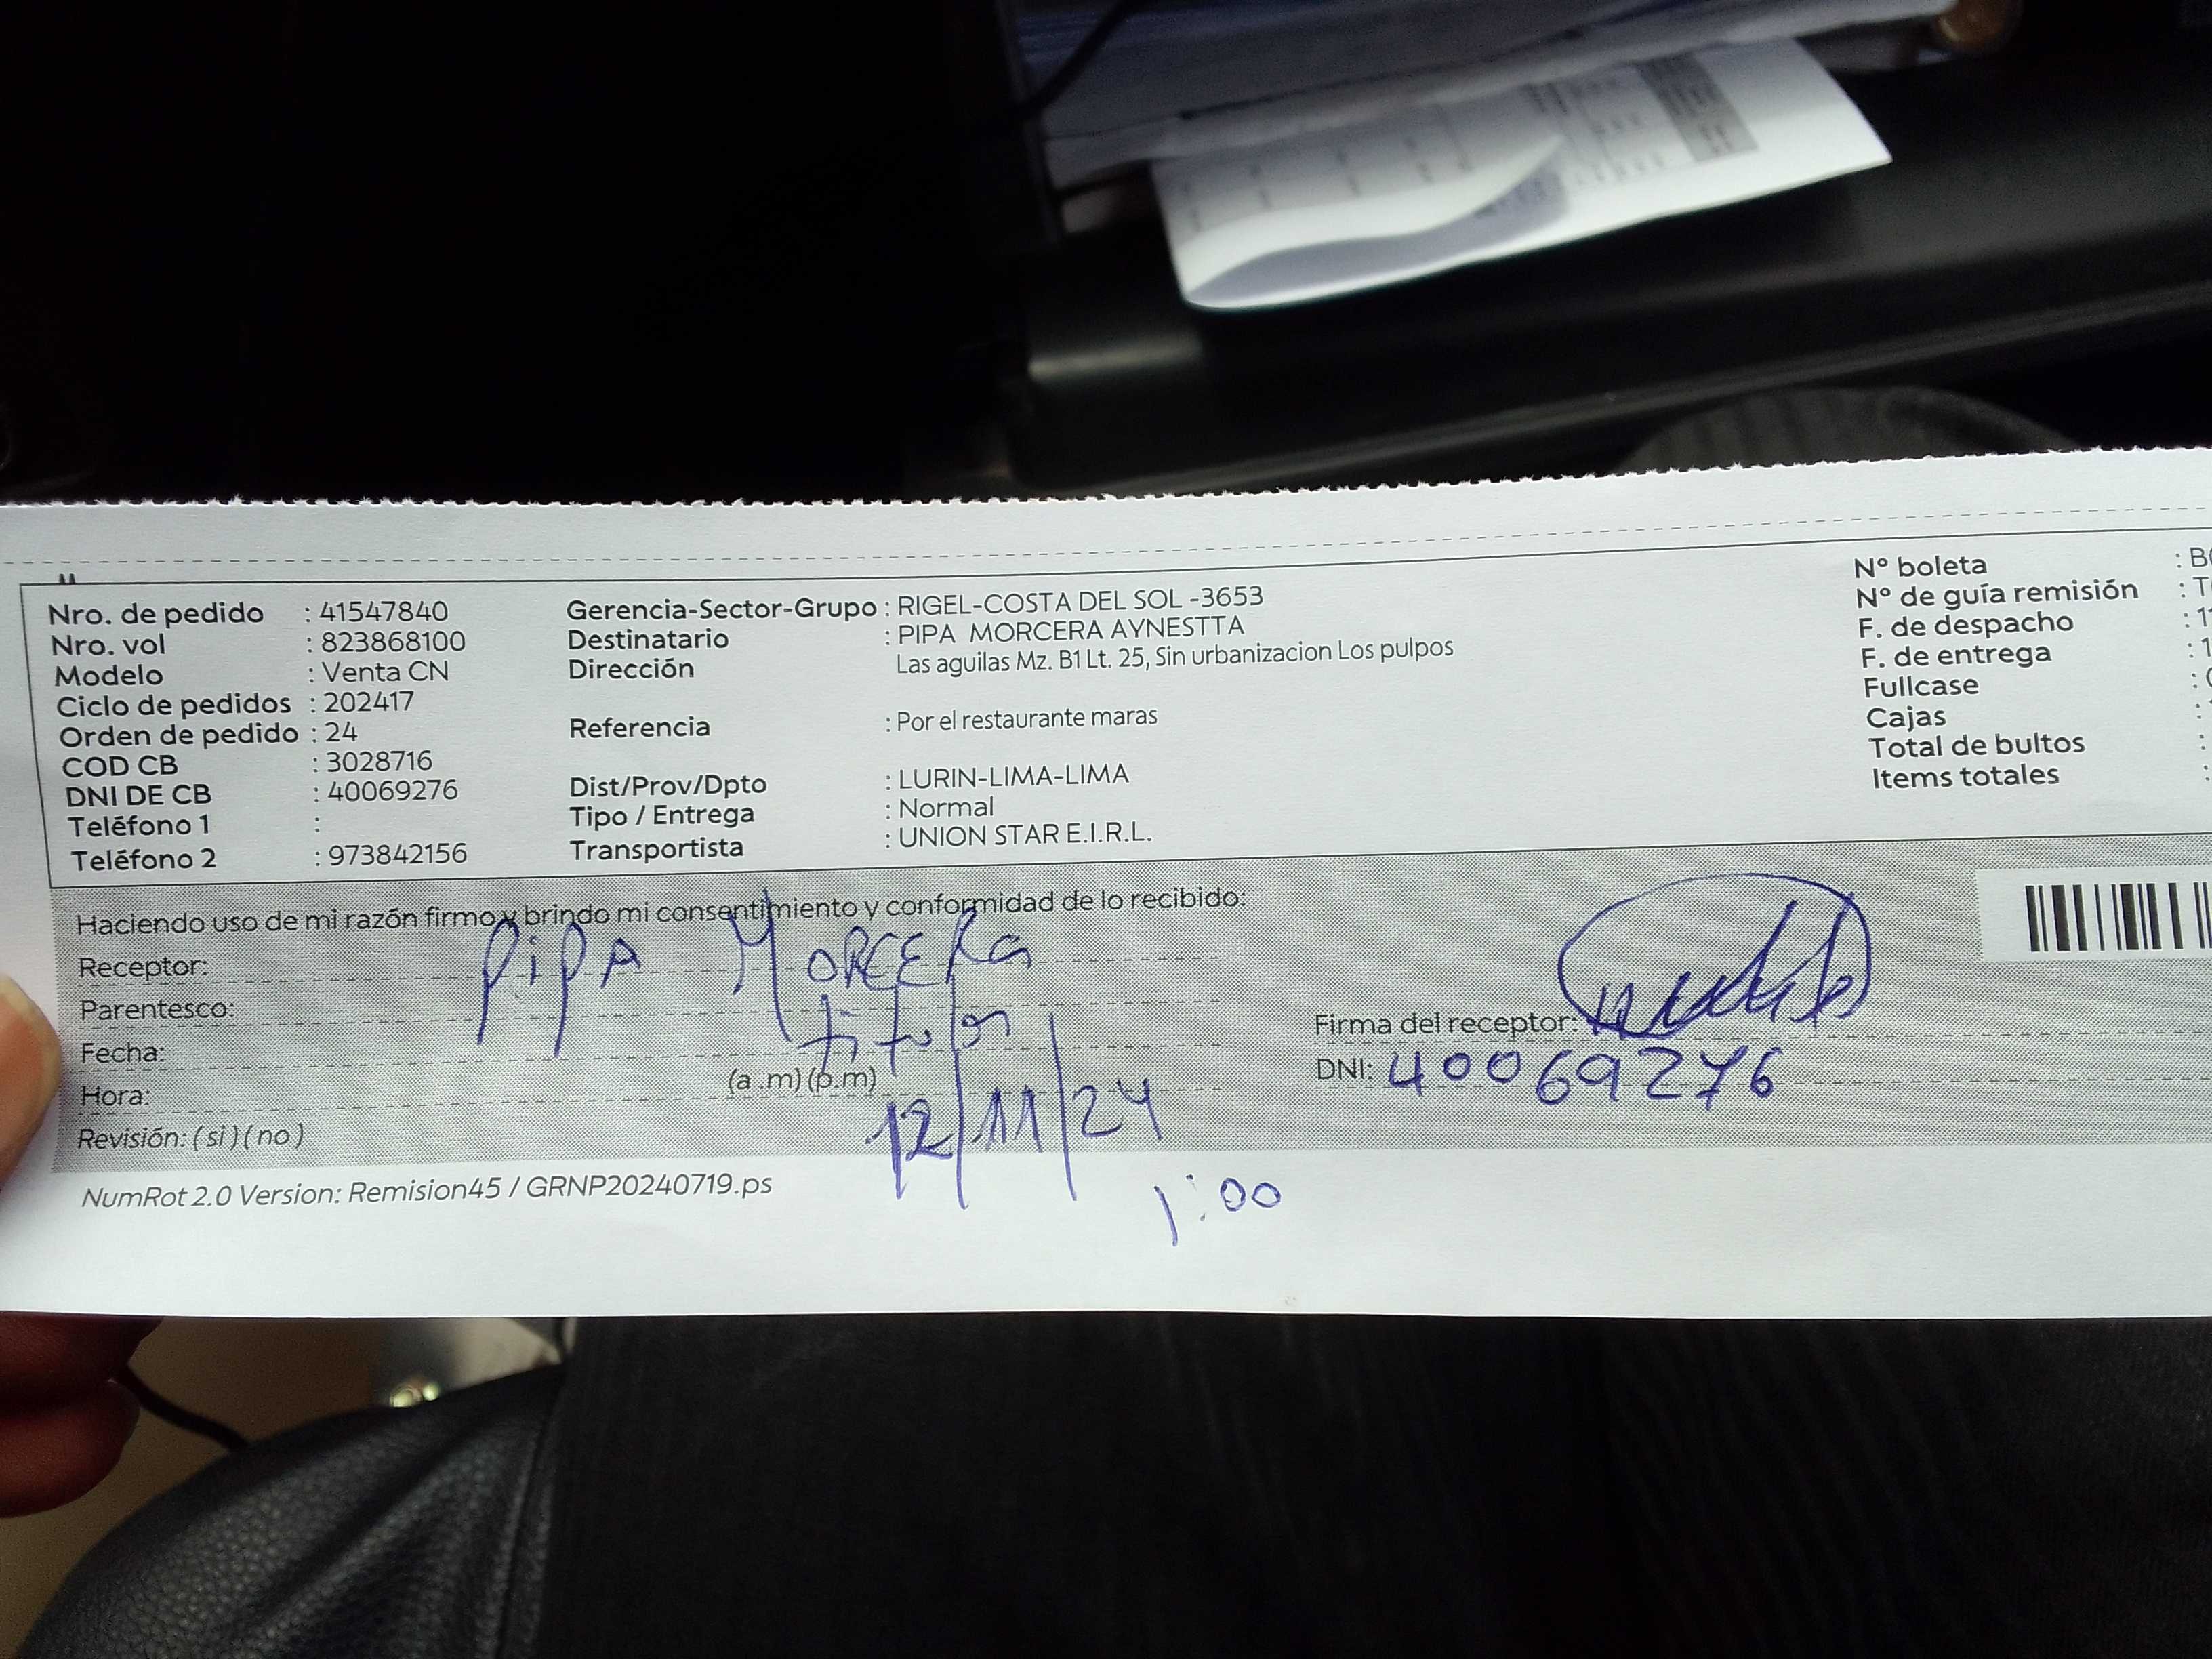 Nro. de pedido : 41547840
Nro. vol : 823868100
Modelo : Venta CN
Ciclo de pedidos : 202417
Orden de pedido : 24
COD CB : 3028716
DNI DE CB : 40069276
Teléfono 1 :
Teléfono 2 : 973842156
Gerencia-Sector-Grupo : RIGEL-COSTA DEL SOL -3653
Destinatario : PIPA MORCERA AYNESTTA
Dirección Las aguilas Mz. B1 Lt. 25, Sin urbanizacion Los pulpos
Referencia : Por el restaurante maras
Dist/Prov/Dpto : LURIN-LIMA-LIMA
Tipo / Entrega : Normal
Transportista : UNION STAR E.I.R.L.
N° boleta : B
N° de guía remisión : T
F. de despacho : 1
F. de entrega : 1
Fullcase :
Cajas :
Total de bultos :
Items totales :
Haciendo uso de mi razón firmo y brindo mi consentimiento y conformidad de lo recibido:
Receptor: PiPA MORCERa
Parentesco: titular
Fecha: 12/11/24
Hora: (a .m) (p.m) 1:00
Revisión: ( si ) ( no )
Firma del receptor:
DNI: 40069276
NumRot 2.0 Version: Remision45 / GRNP20240719.ps